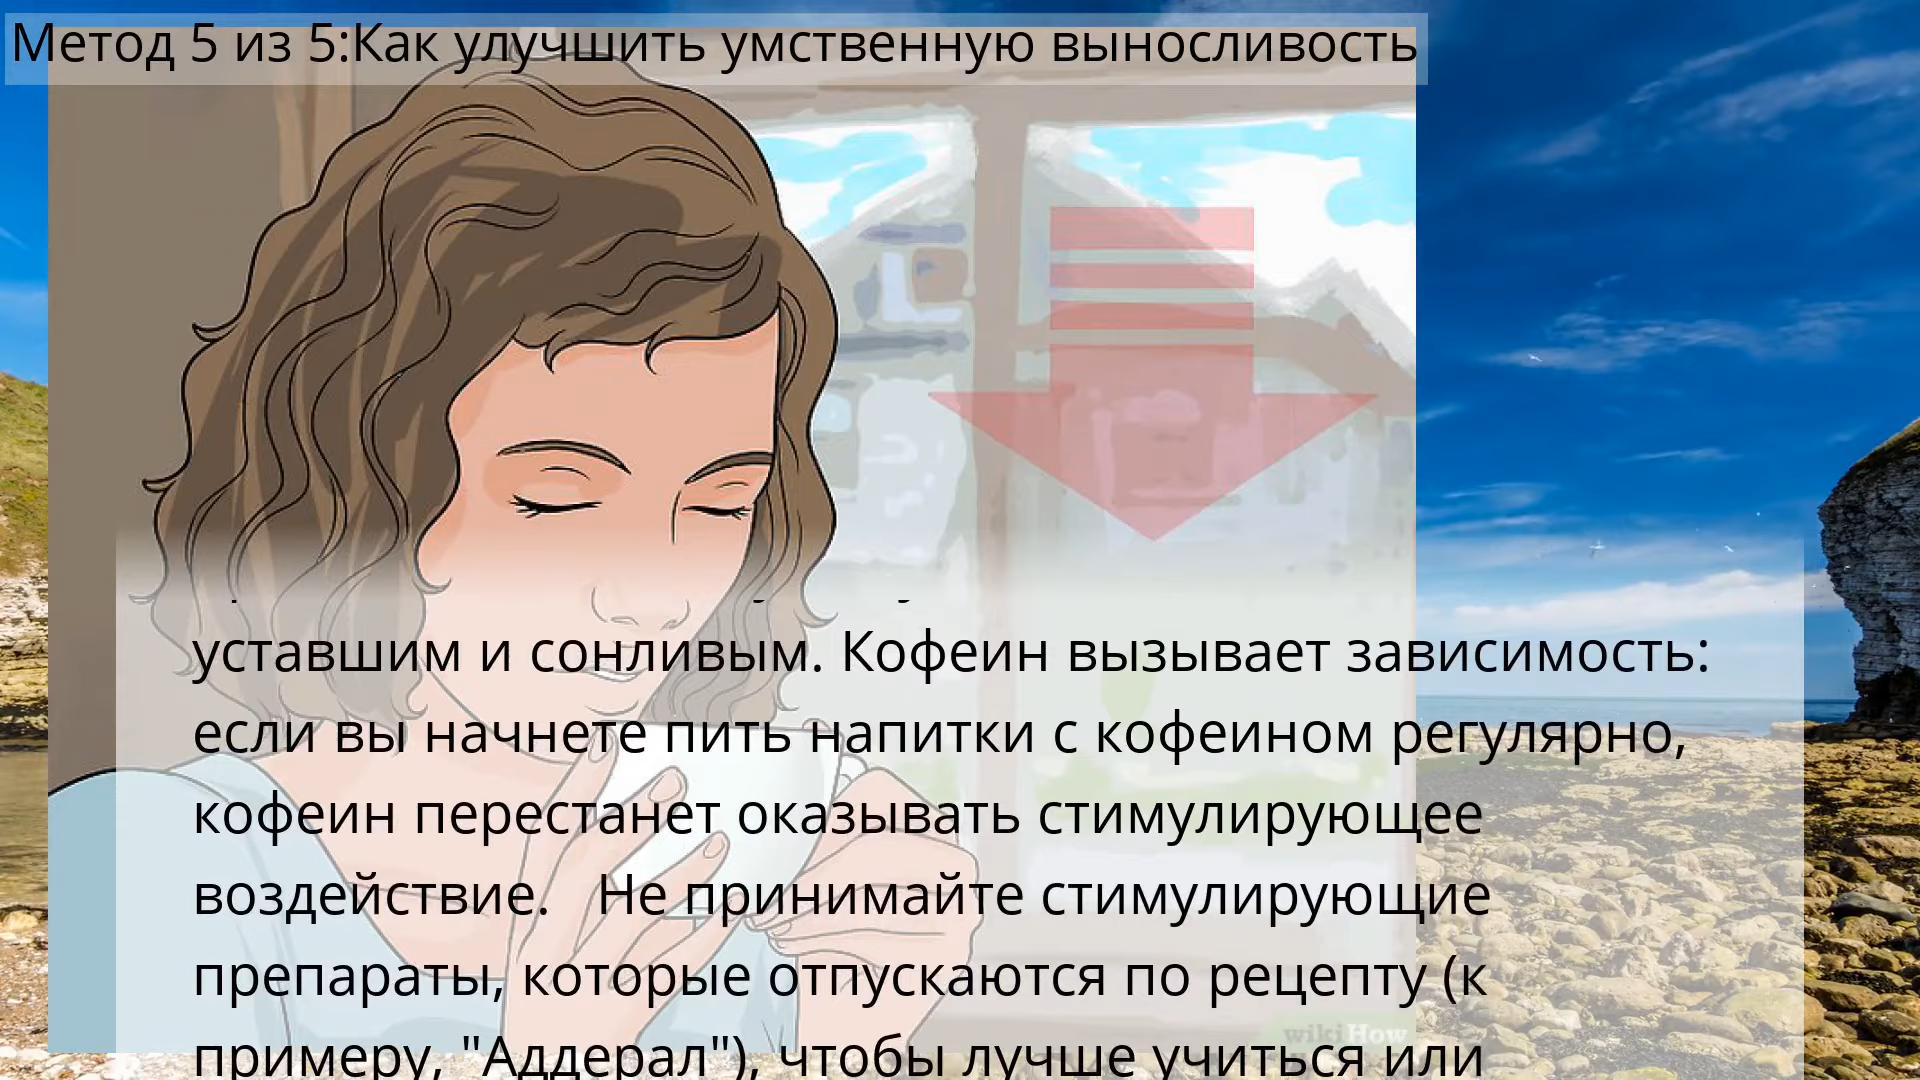 Метод 5 из 5:Как улучшить умственную выносливость
уставшим и сонливым. Кофеин вызывает зависимость:
если вы начнете пить напитки с кофеином регулярно,
кофеин перестанет оказывать стимулирующее
воздействие.   Не принимайте стимулирующие
препараты, которые отпускаются по рецепту (к
примеру, "Аддерал"), чтобы лучше учиться или
wikiHow